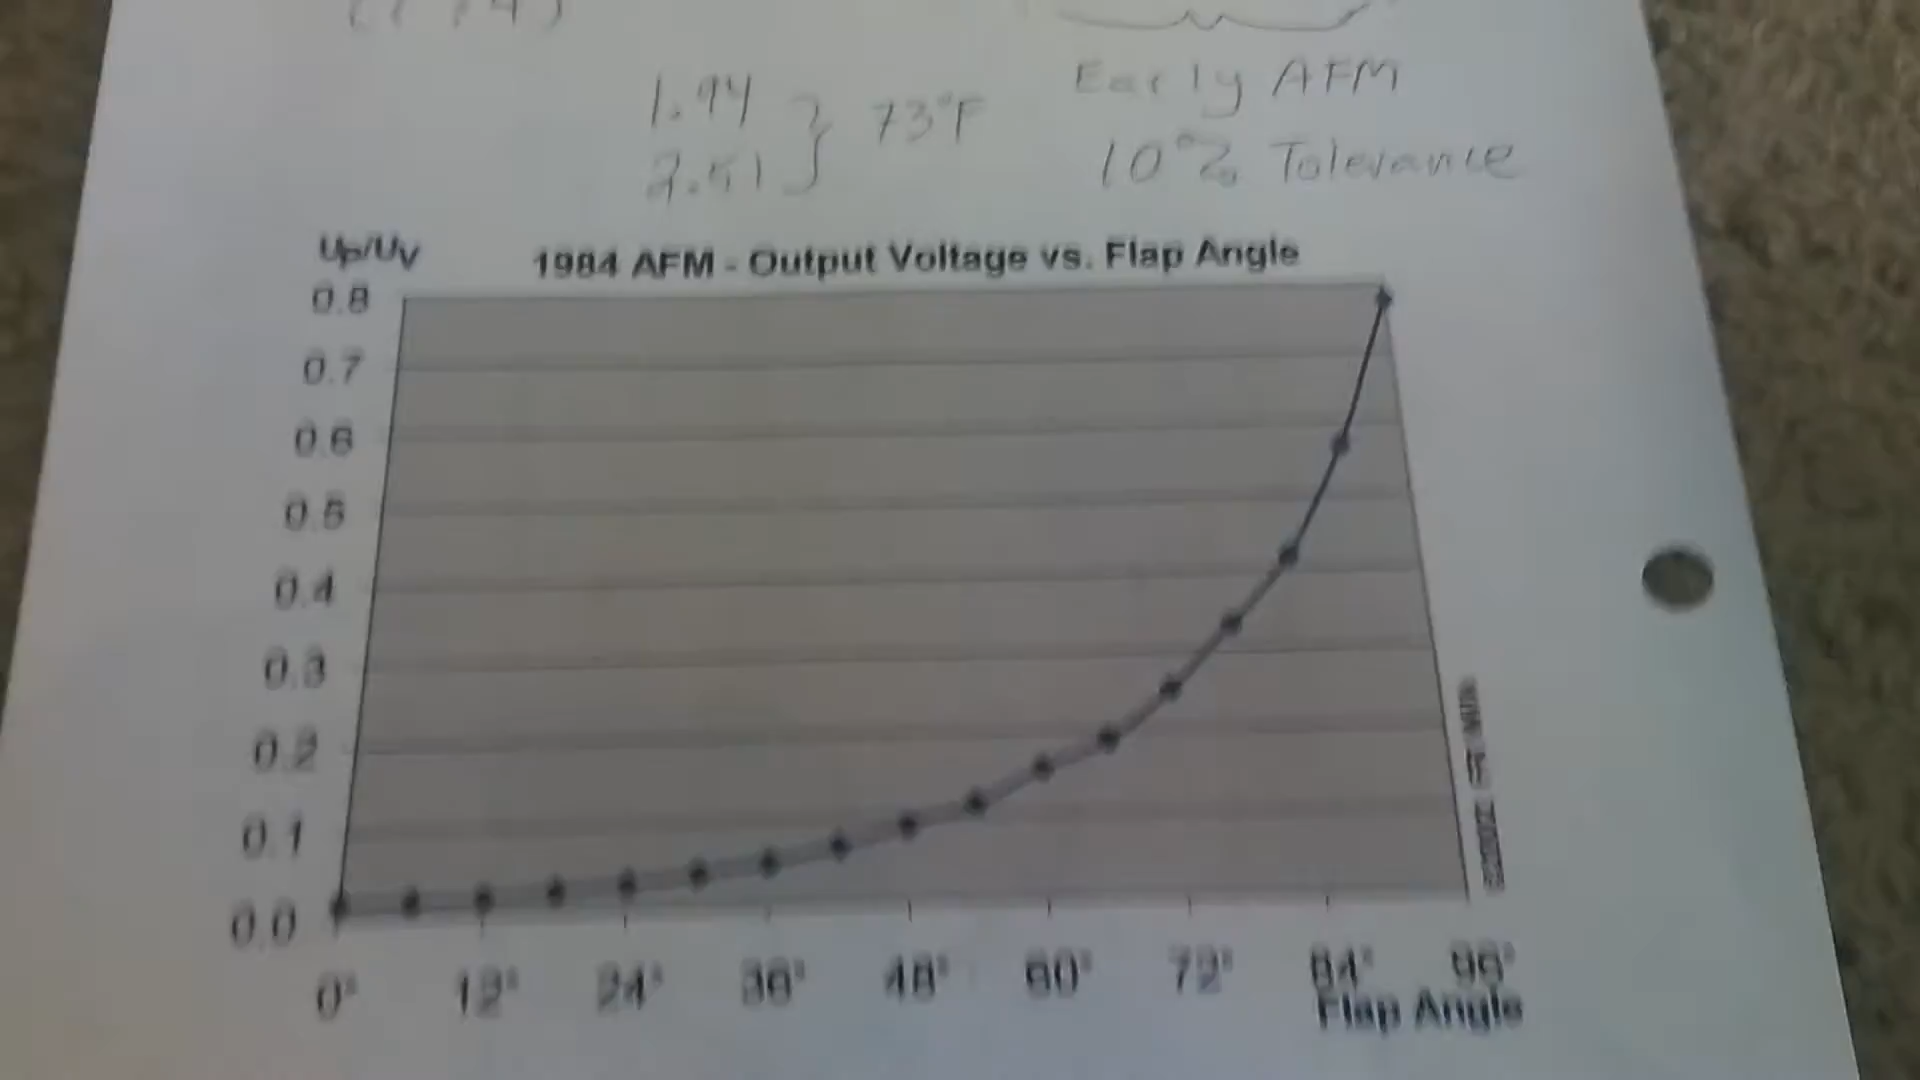 1.94 } 73°F
2.51
Early AFM
10% Tolerance
Up/Uv
1984 AFM - Output Voltage vs. Flap Angle
0.8
0.7
0.6
0.5
0.4
0.3
0.2
0.1
0.0
0° 12° 24° 36° 48° 60° 72° 84° 96°
Flap Angle